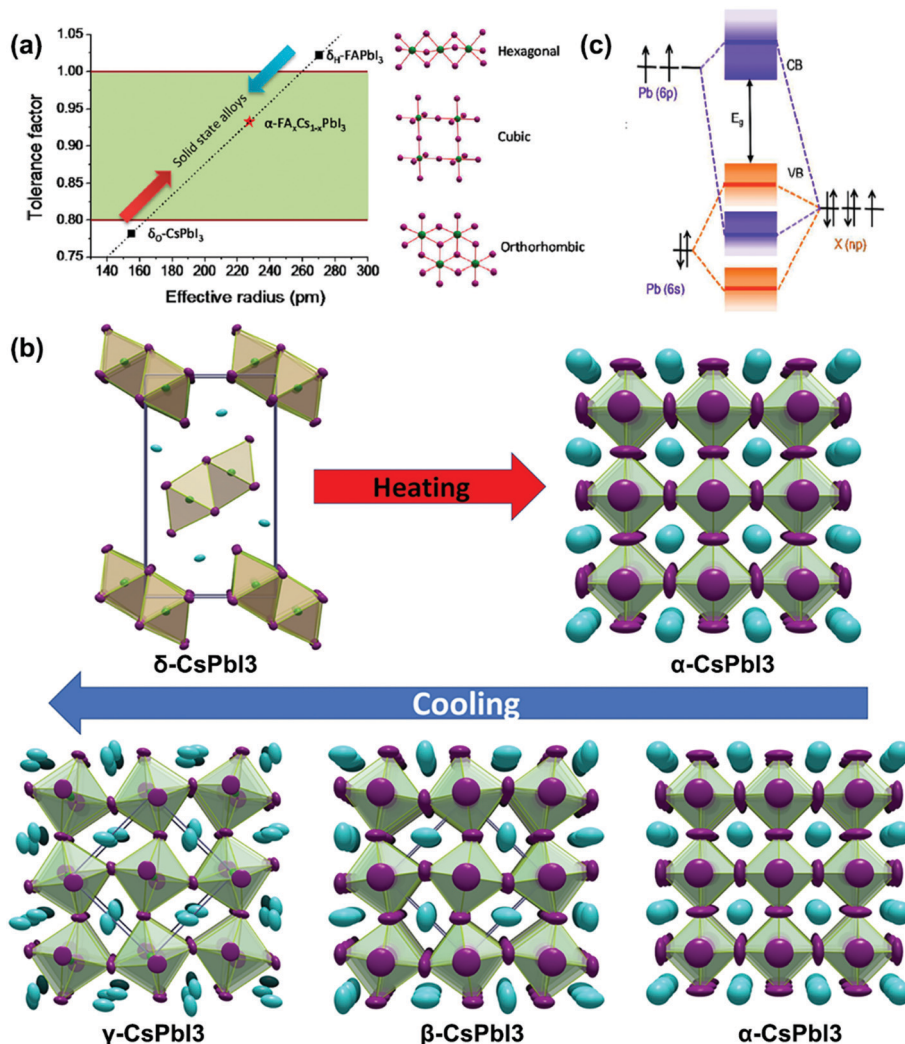 (a)
Tolerance factor
1.05
1.00
0.95
0.90
0.85
0.80
0.75
δH-FAPbI3
Solid state alloys
α-FAxCs1-xPbI3
δO-CsPbI3
140 160 180 200 220 240 260 280 300
Effective radius (pm)
Hexagonal
Cubic
Orthorhombic
(c)
Pb (6p)
CB
Eg
VB
X (np)
Pb (6s)
(b)
Heating
δ-CsPbI3
α-CsPbI3
Cooling
γ-CsPbI3
β-CsPbI3
α-CsPbI3